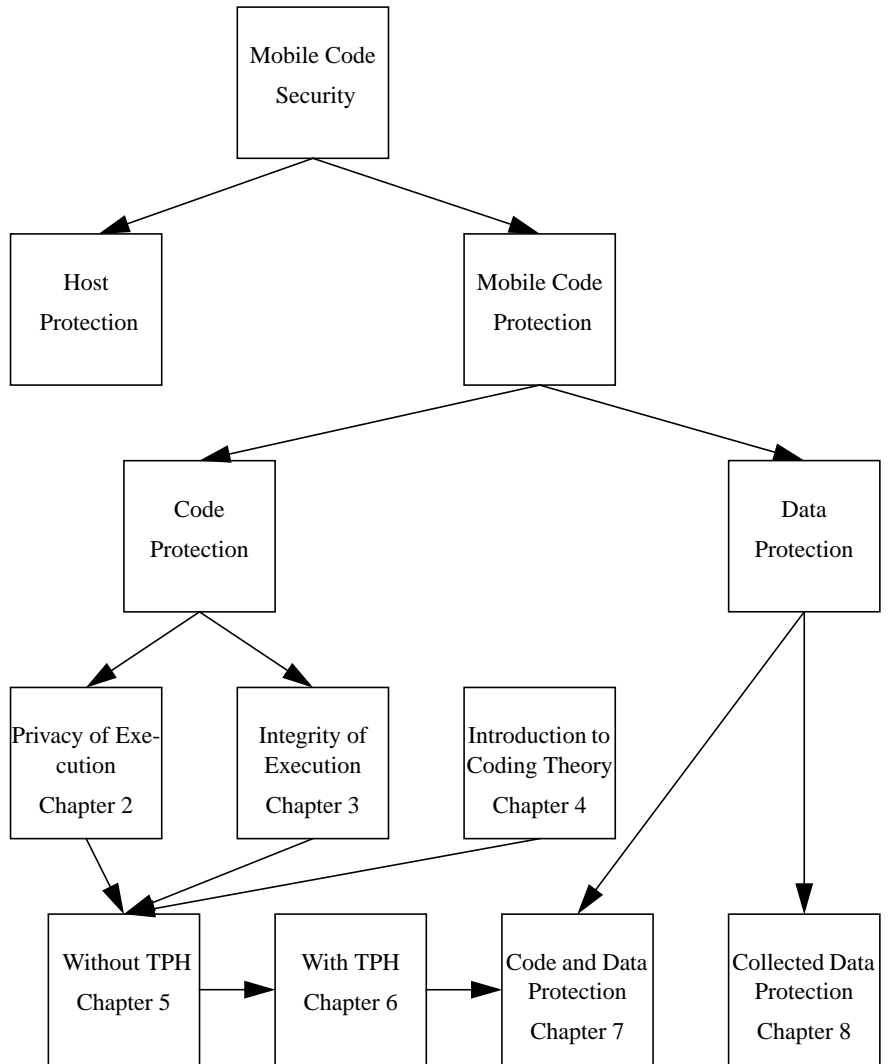 Mobile Code
Security
Host
Protection
Mobile Code
Protection
Code
Protection
Data
Protection
Privacy of Exe-
cution
Chapter 2
Integrity of
Execution
Chapter 3
Introduction to
Coding Theory
Chapter 4
Without TPH
Chapter 5
With TPH
Chapter 6
Code and Data
Protection
Chapter 7
Collected Data
Protection
Chapter 8